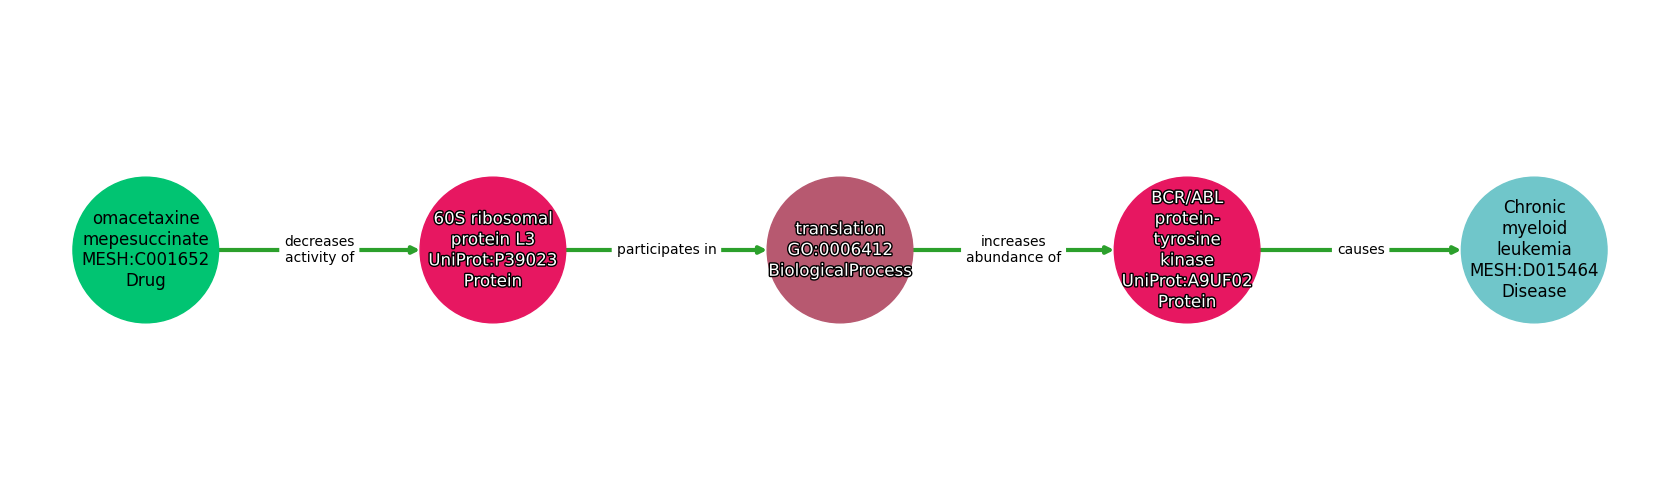 omacetaxine
mepesuccinate
MESH:C001652
Drug
decreases
activity of
60S ribosomal
protein L3
UniProt:P39023
Protein
participates in
translation
GO:0006412
BiologicalProcess
increases
abundance of
BCR/ABL
protein-
tyrosine
kinase
UniProt:A9UF02
Protein
causes
Chronic
myeloid
leukemia
MESH:D015464
Disease